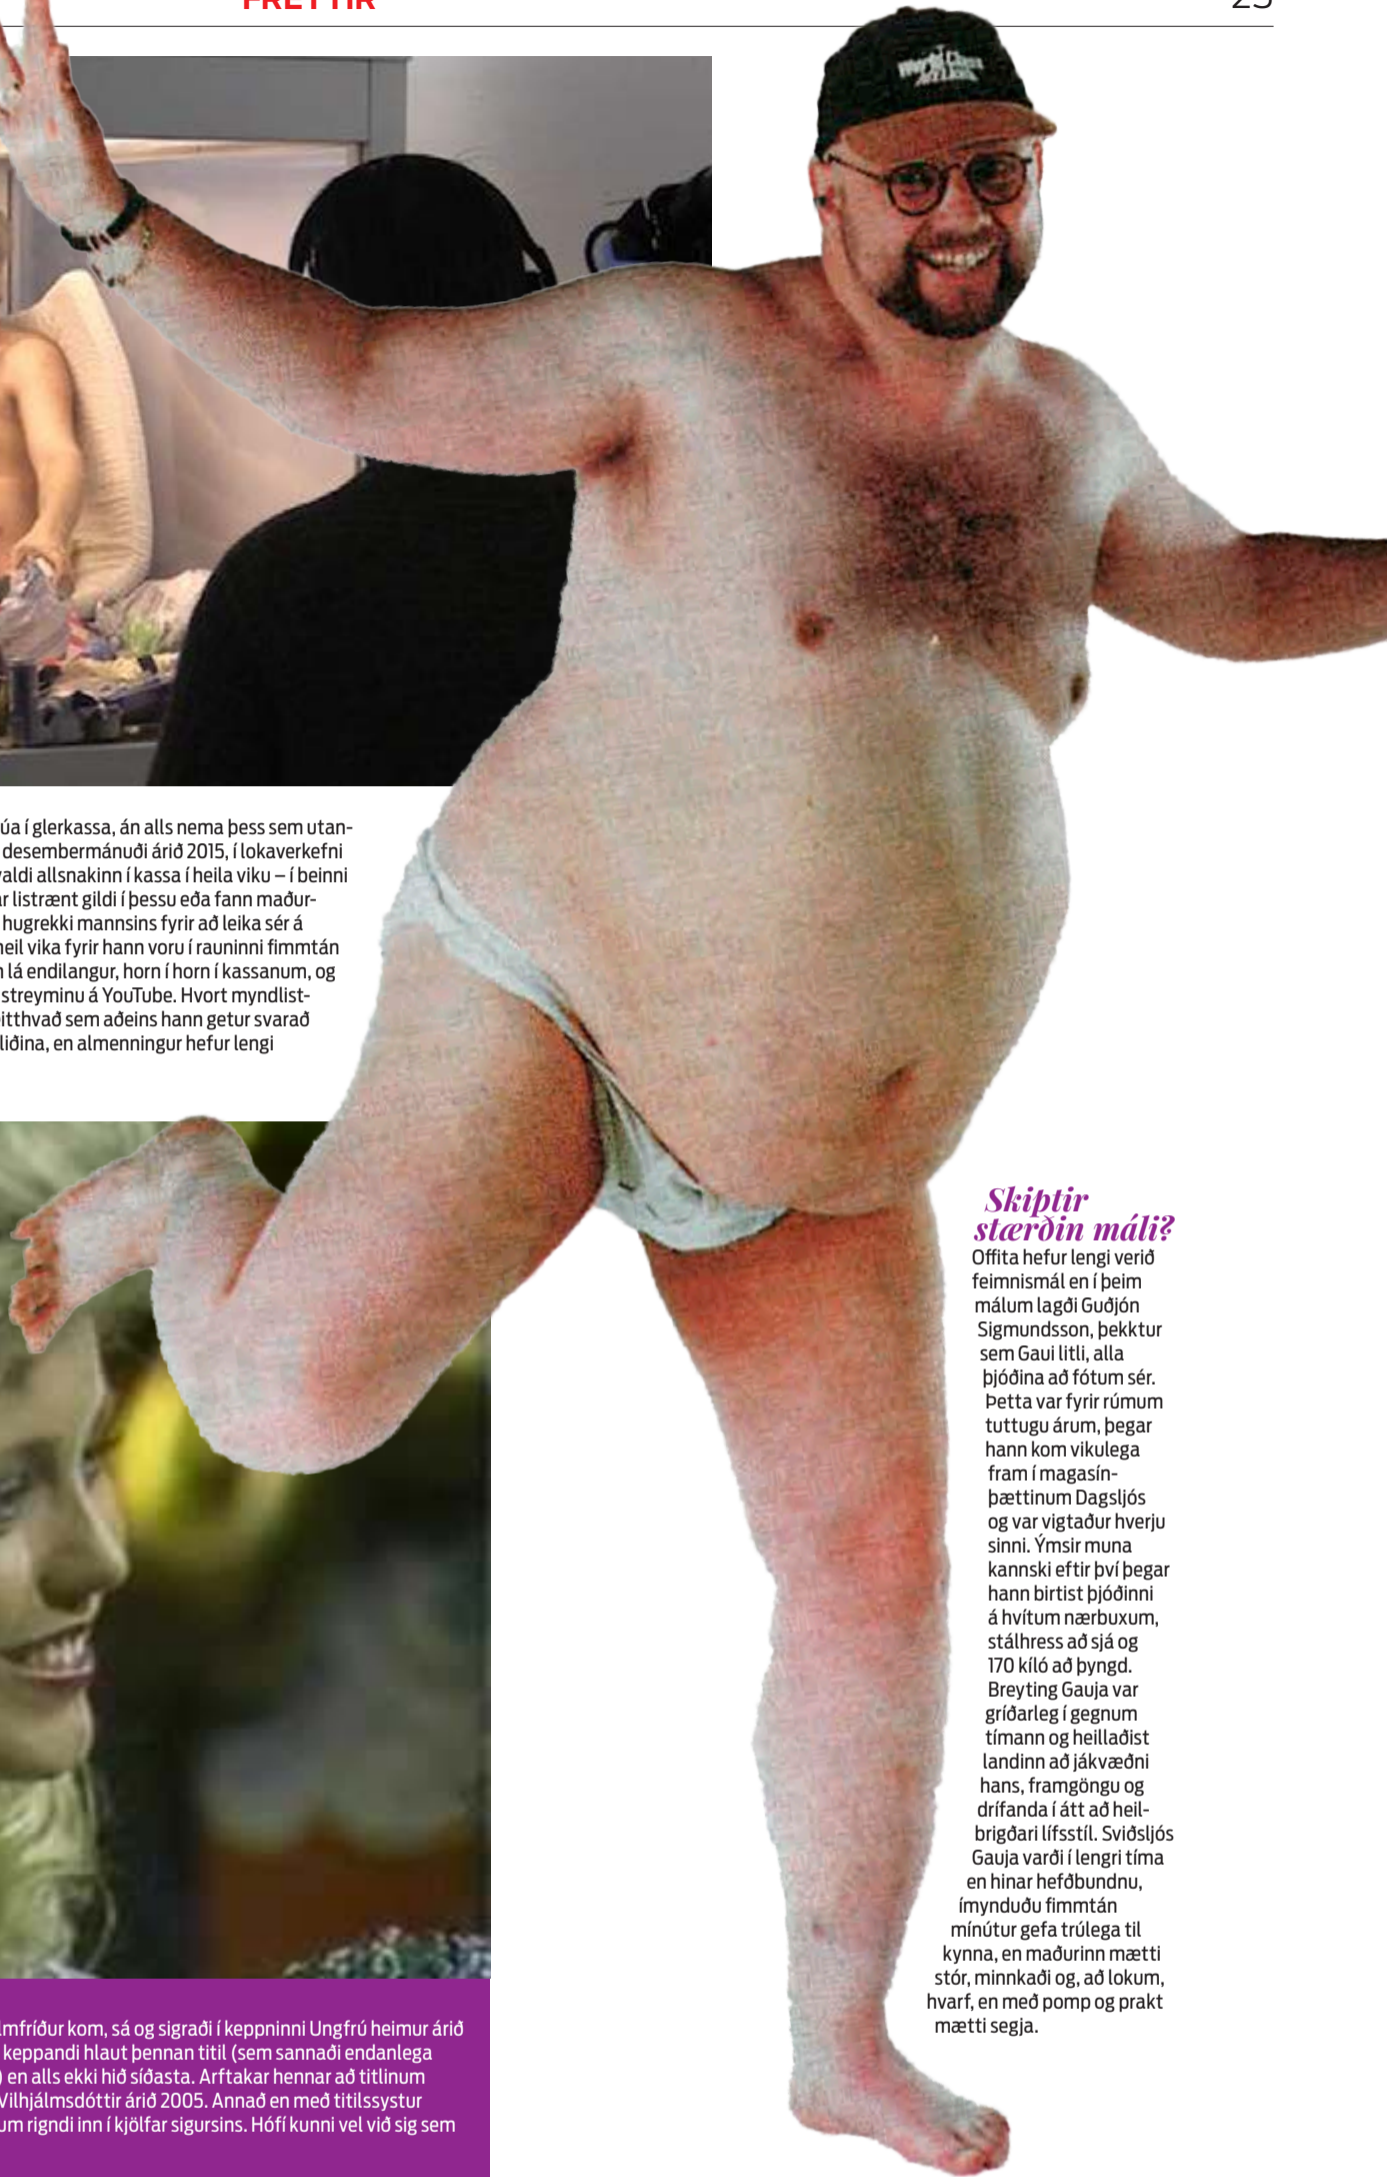 FRÉTTIR
World Class
úa í glerkassa, án alls nema þess sem utan-
desembermánuði árið 2015, í lokaverkefni
valdi allsnakinn í kassa í heila viku – í beinni
ar listrænt gildi í þessu eða fann maður-
hugrekki mannsins fyrir að leika sér á
heil vika fyrir hann voru í rauninni fimmtán
n lá endilangur, horn í horn í kassanum, og
streyminu á YouTube. Hvort myndlist-
eitthvað sem aðeins hann getur svarað
liðina, en almenningur hefur lengi
Skiptir
stærðin máli?
Offita hefur lengi verið
feimnismál en í þeim
málum lagði Guðjón
Sigmundsson, þekktur
sem Gaui litli, alla
þjóðina að fótum sér.
Þetta var fyrir rúmum
tuttugu árum, þegar
hann kom vikulega
fram í magasín-
þættinum Dagsljós
og var vigtaður hverju
sinni. Ýmsir muna
kannski eftir því þegar
hann birtist þjóðinni
á hvítum nærbuxum,
stálhress að sjá og
170 kíló að þyngd.
Breyting Gauja var
gríðarleg í gegnum
tímann og heillaðist
landinn að jákvæðni
hans, framgöngu og
drífanda í átt að heil-
brigðari lífsstíl. Sviðsljós
Gauja varði í lengri tíma
en hinar hefðbundnu,
ímynduðu fimmtán
mínútur gefa trúlega til
kynna, en maðurinn mætti
stór, minnkaði og, að lokum,
hvarf, en með pomp og prakt
mætti segja.
lmfríður kom, sá og sigraði í keppninni Ungfrú heimur árið
keppandi hlaut þennan titil (sem sannaði endanlega
) en alls ekki hið síðasta. Arftakar hennar að titlinum
Vilhjálmsdóttir árið 2005. Annað en með titilssystur
um rigndi inn í kjölfar sigursins. Hófí kunni vel við sig sem